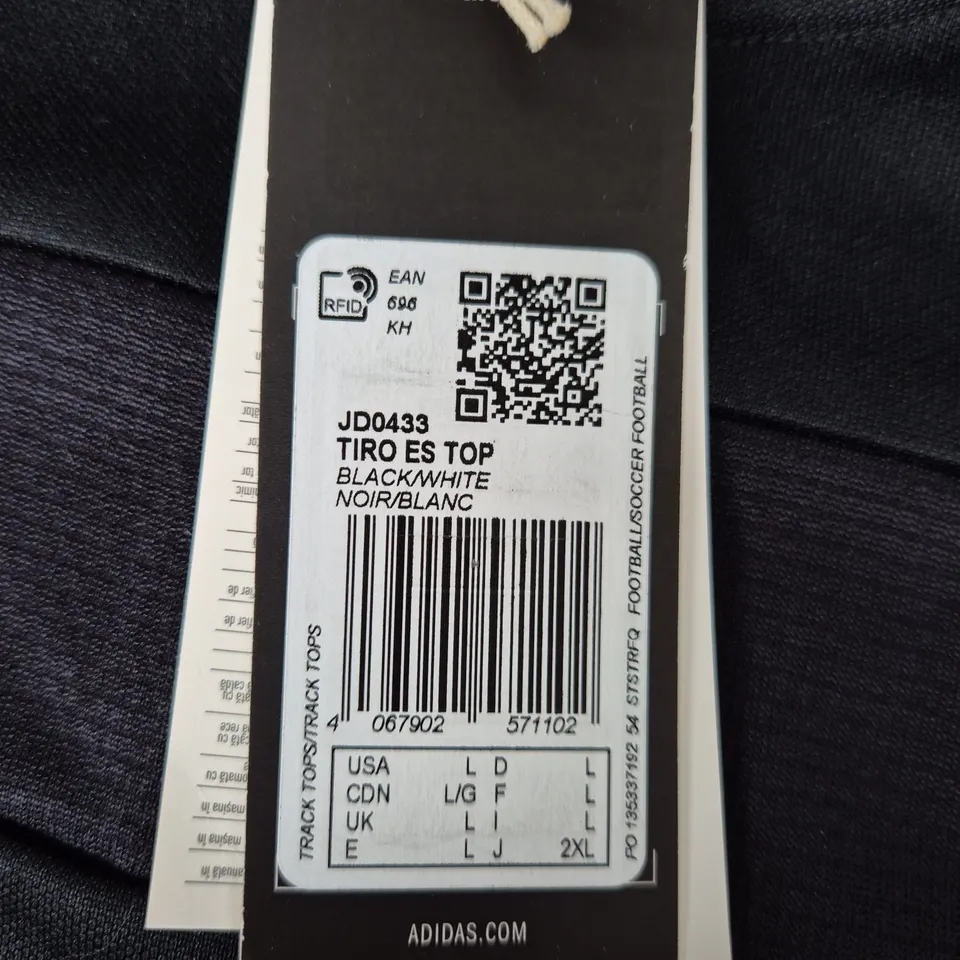 RFID
EAN
696
KH
JD0433
TIRO ES TOP
BLACK/WHITE
NOIR/BLANC
4 067902 571102
USA L D L
CDN L/G F L
UK L I L
E L J 2XL
TRACK TOPS/TRACK TOPS
PO 135337192 54 STSTRFQ FOOTBALL/SOCCER FOOTBALL
ADIDAS.COM